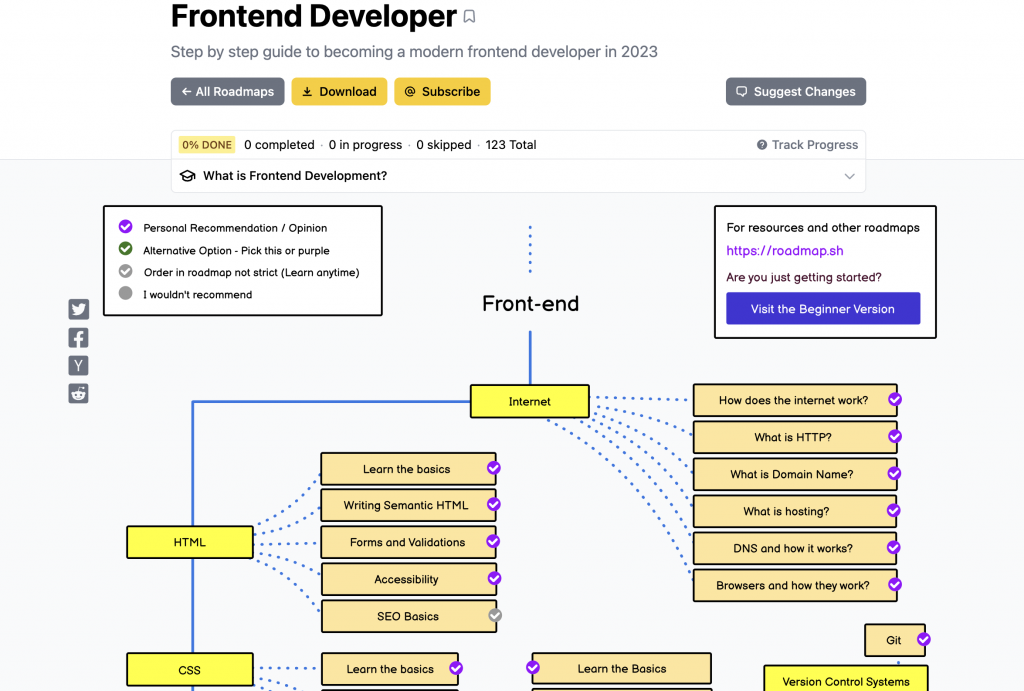 Frontend Developer
Step by step guide to becoming a modern frontend developer in 2023
← All Roadmaps
Download
@ Subscribe
Suggest Changes
0% DONE 0 completed · 0 in progress · 0 skipped · 123 Total
Track Progress
What is Frontend Development?
Personal Recommendation / Opinion
Alternative Option - Pick this or purple
Order in roadmap not strict (Learn anytime)
I wouldn't recommend
For resources and other roadmaps
https://roadmap.sh
Are you just getting started?
Visit the Beginner Version
Front-end
Internet
How does the internet work?
What is HTTP?
What is Domain Name?
What is hosting?
DNS and how it works?
Browsers and how they work?
HTML
Learn the basics
Writing Semantic HTML
Forms and Validations
Accessibility
SEO Basics
CSS
Learn the basics
Learn the Basics
Git
Version Control Systems